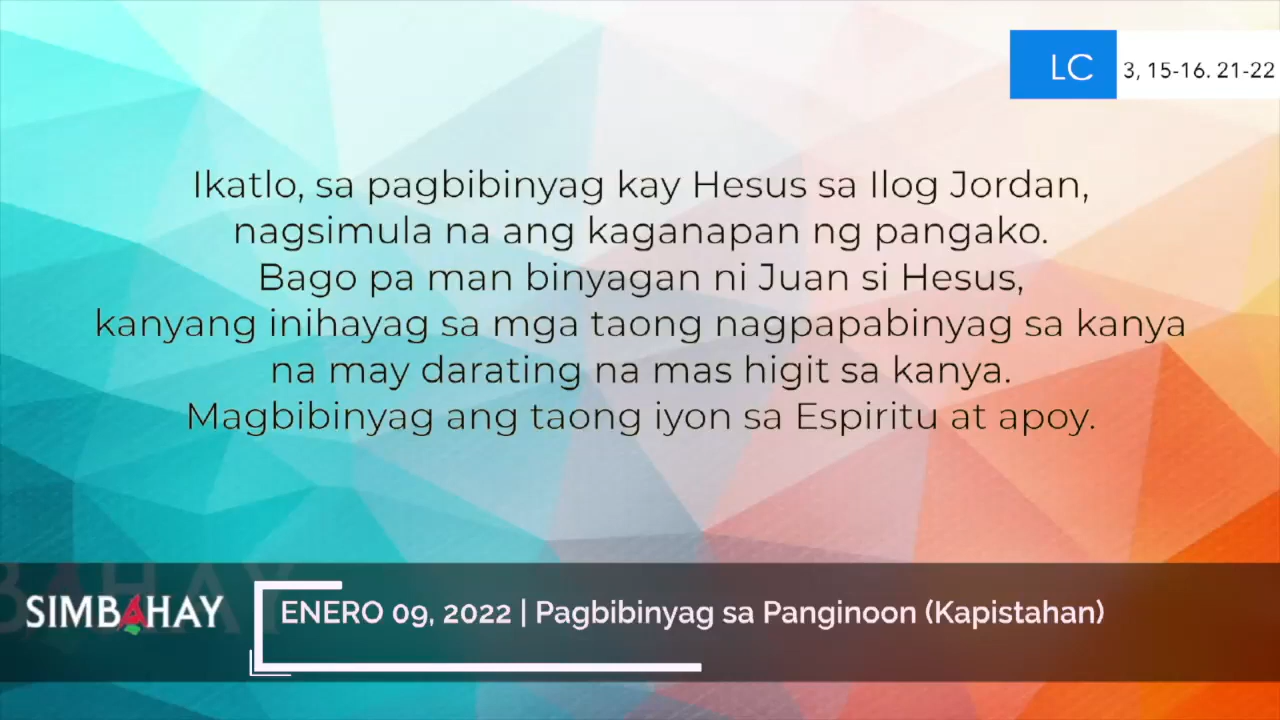 LC 3, 15-16. 21-22
Ikatlo, sa pagbibinyag kay Hesus sa Ilog Jordan,
nagsimula na ang kaganapan ng pangako.
Bago pa man binyagan ni Juan si Hesus,
kanyang inihayag sa mga taong nagpapabinyag sa kanya
na may darating na mas higit sa kanya.
Magbibinyag ang taong iyon sa Espiritu at apoy.
SIMBAHAY
ENERO 09, 2022 | Pagbibinyag sa Panginoon (Kapistahan)